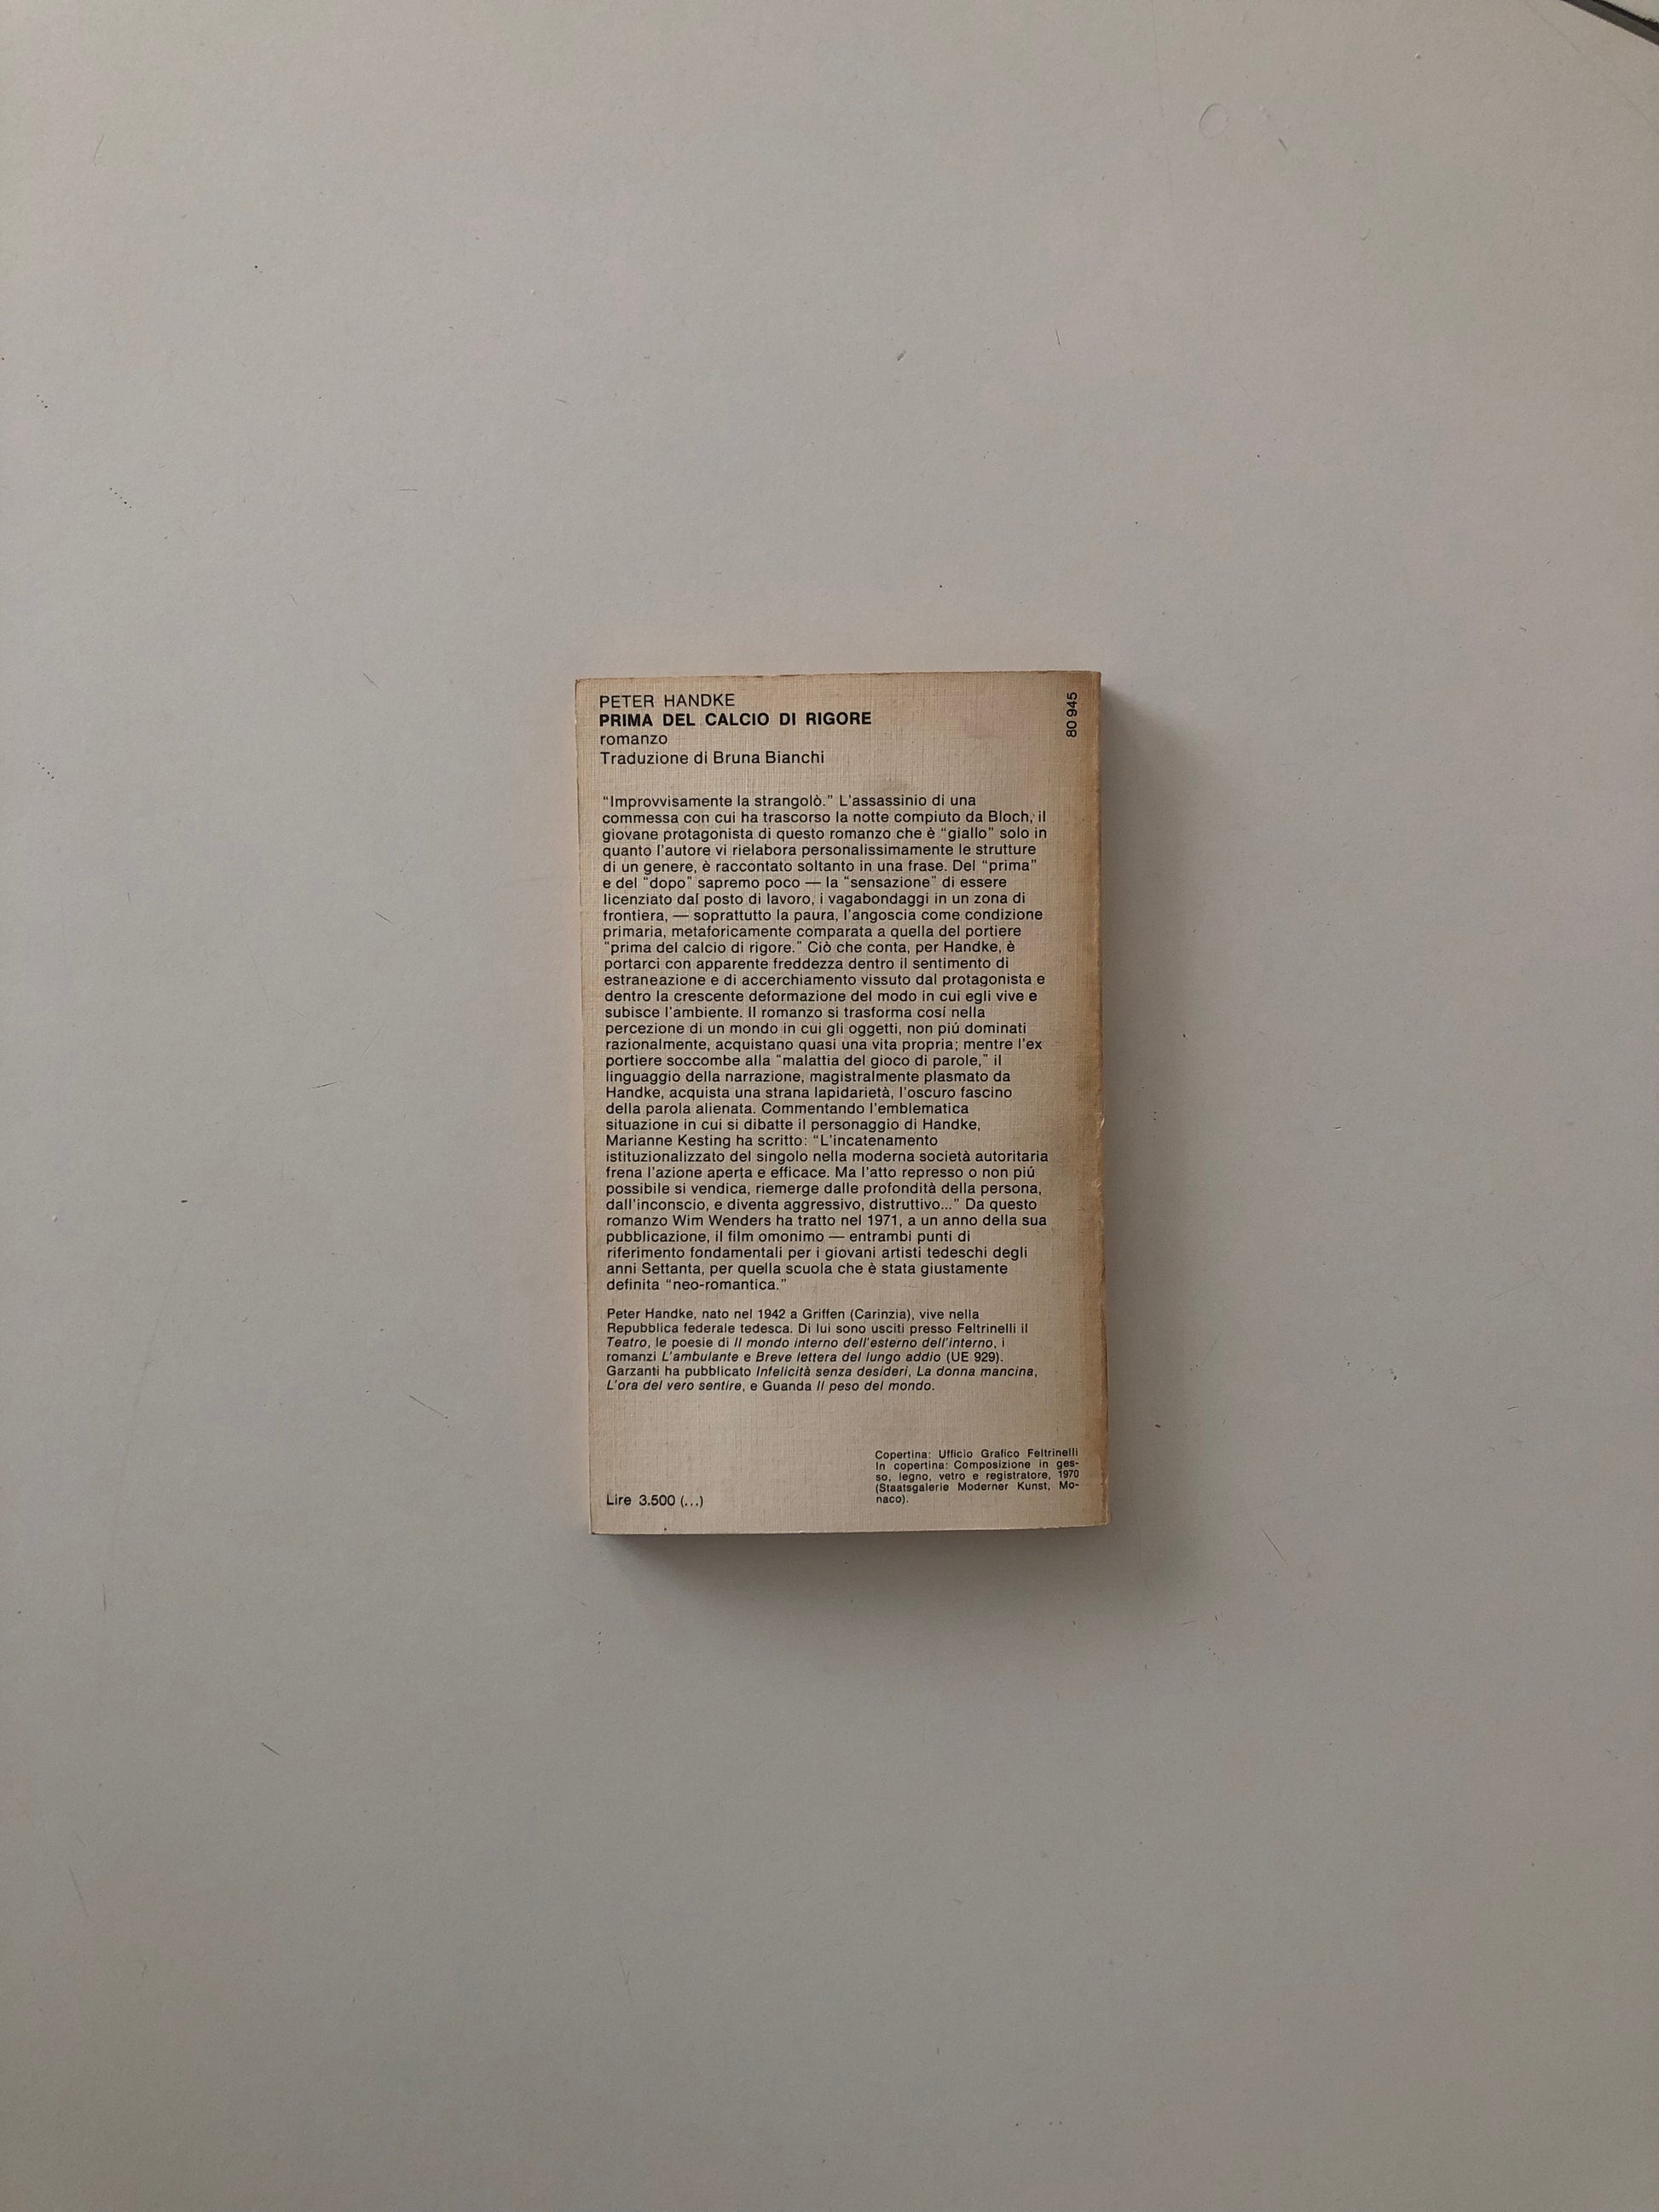 PETER HANDKE
PRIMA DEL CALCIO DI RIGORE
romanzo
Traduzione di Bruna Bianchi
80 945
“Improvvisamente la strangolò.” L’assassinio di una
commessa con cui ha trascorso la notte compiuto da Bloch, il
giovane protagonista di questo romanzo che è “giallo” solo in
quanto l’autore vi rielabora personalissimamente le strutture
di un genere, è raccontato soltanto in una frase. Del “prima”
e del “dopo” sapremo poco — la “sensazione” di essere
licenziato dal posto di lavoro, i vagabondaggi in un zona di
frontiera, — soprattutto la paura, l’angoscia come condizione
primaria, metaforicamente comparata a quella del portiere
“prima del calcio di rigore.” Ciò che conta, per Handke, è
portarci con apparente freddezza dentro il sentimento di
estraneazione e di accerchiamento vissuto dal protagonista e
dentro la crescente deformazione del modo in cui egli vive e
subisce l’ambiente. Il romanzo si trasforma cosí nella
percezione di un mondo in cui gli oggetti, non piú dominati
razionalmente, acquistano quasi una vita propria; mentre l’ex
portiere soccombe alla “malattia del gioco di parole,” il
linguaggio della narrazione, magistralmente plasmato da
Handke, acquista una strana lapidarietà, l’oscuro fascino
della parola alienata. Commentando l’emblematica
situazione in cui si dibatte il personaggio di Handke,
Marianne Kesting ha scritto: “L’incatenamento
istituzionalizzato del singolo nella moderna società autoritaria
frena l’azione aperta e efficace. Ma l’atto represso o non piú
possibile si vendica, riemerge dalle profondità della persona,
dall’inconscio, e diventa aggressivo, distruttivo...” Da questo
romanzo Wim Wenders ha tratto nel 1971, a un anno della sua
pubblicazione, il film omonimo — entrambi punti di
riferimento fondamentali per i giovani artisti tedeschi degli
anni Settanta, per quella scuola che è stata giustamente
definita “neo-romantica.”
Peter Handke, nato nel 1942 a Griffen (Carinzia), vive nella
Repubblica federale tedesca. Di lui sono usciti presso Feltrinelli il
Teatro, le poesie di Il mondo interno dell’esterno dell’interno, i
romanzi L’ambulante e Breve lettera del lungo addio (UE 929).
Garzanti ha pubblicato Infelicità senza desideri, La donna mancina,
L’ora del vero sentire, e Guanda Il peso del mondo.
Copertina: Ufficio Grafico Feltrinelli
In copertina: Composizione in ges-
so, legno, vetro e registratore, 1970
(Staatsgalerie Moderner Kunst, Mo-
naco).
Lire 3.500 (...)